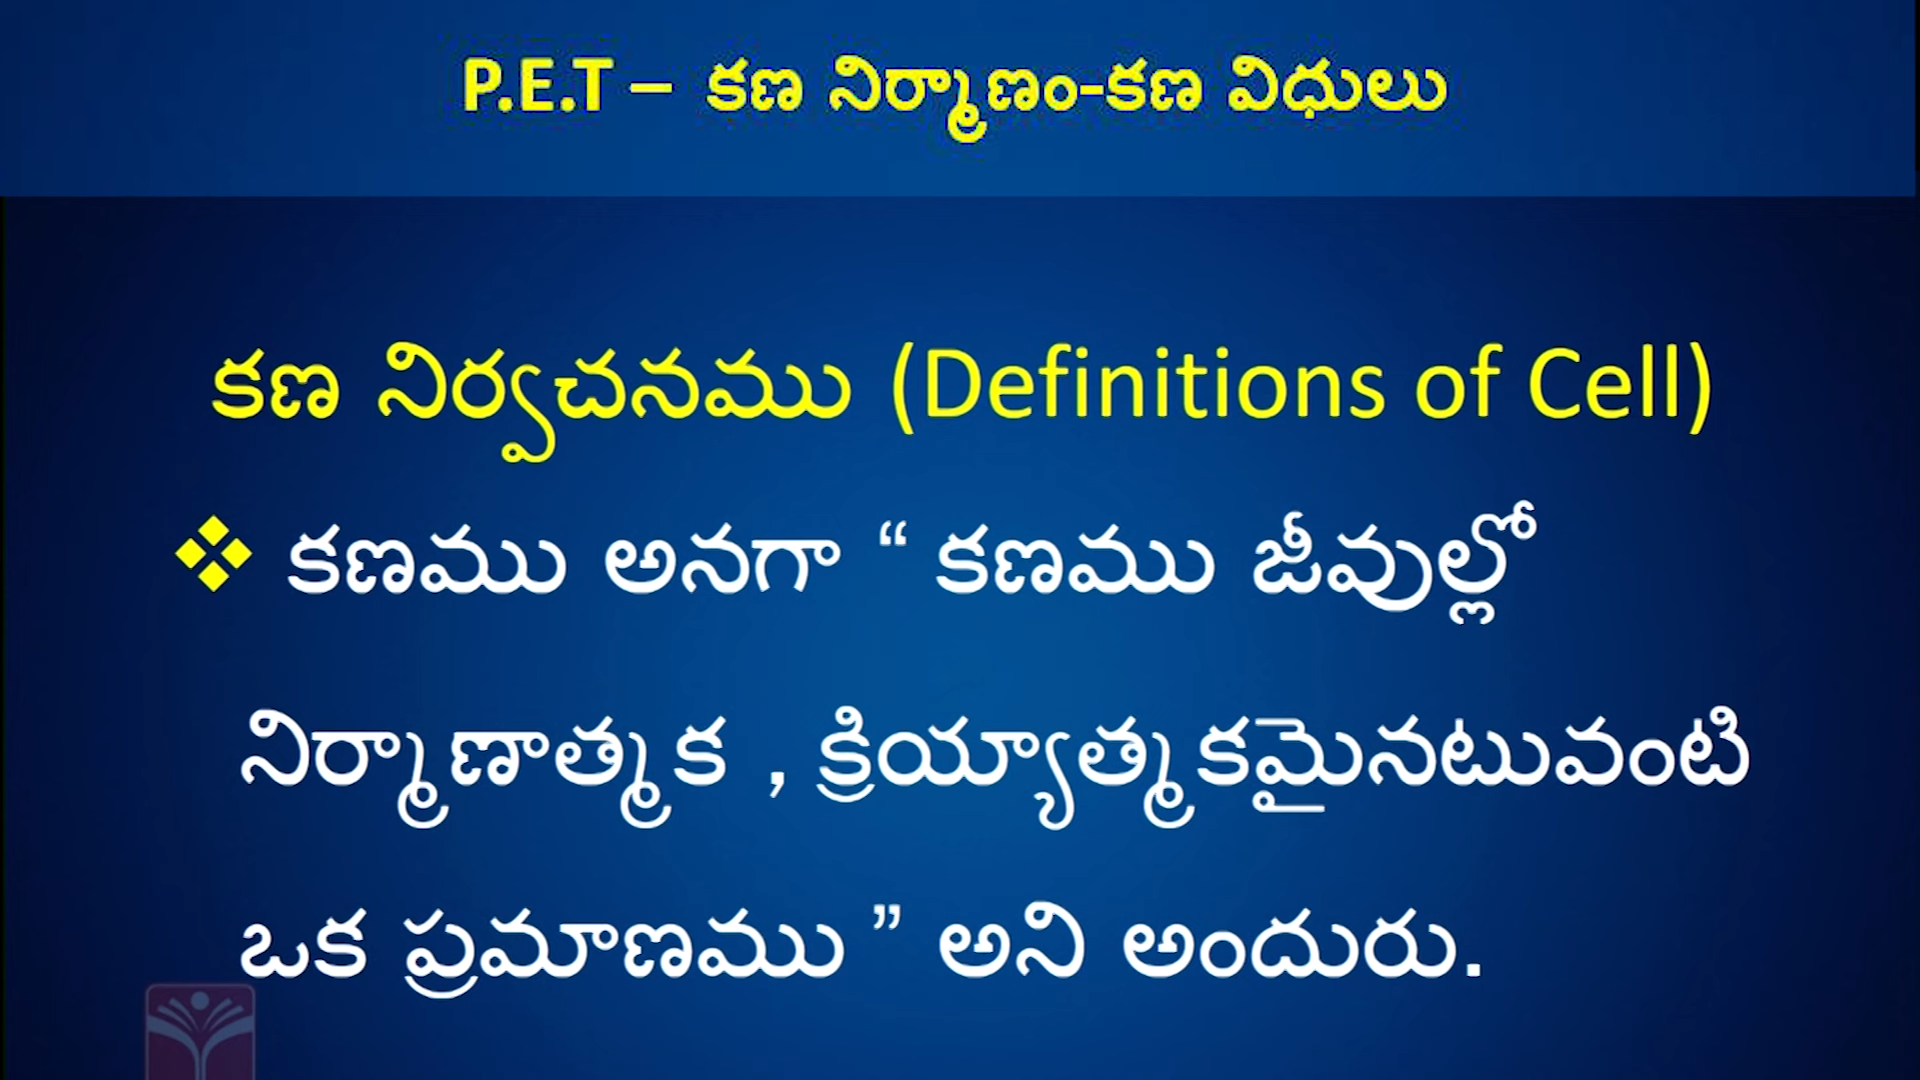 P.E.T – కణ నిర్మాణం-కణ విధులు
కణ నిర్వచనము (Definitions of Cell)
❖ కణము అనగా “ కణము జీవుల్లో
నిర్మాణాత్మక , క్రియ్యాత్మకమైనటువంటి
ఒక ప్రమాణము ” అని అందురు.